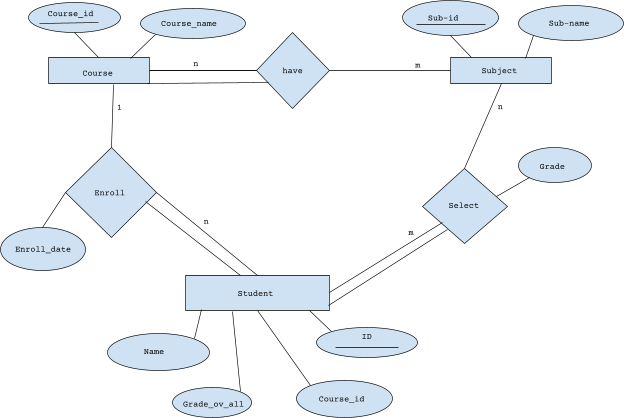 Course_id
Course_name
Sub-id
Sub-name
n
have
m
Course
Subject
1
n
Grade
Enroll
Select
n
m
Enroll_date
Student
ID
Name
Grade_ov_all
Course_id